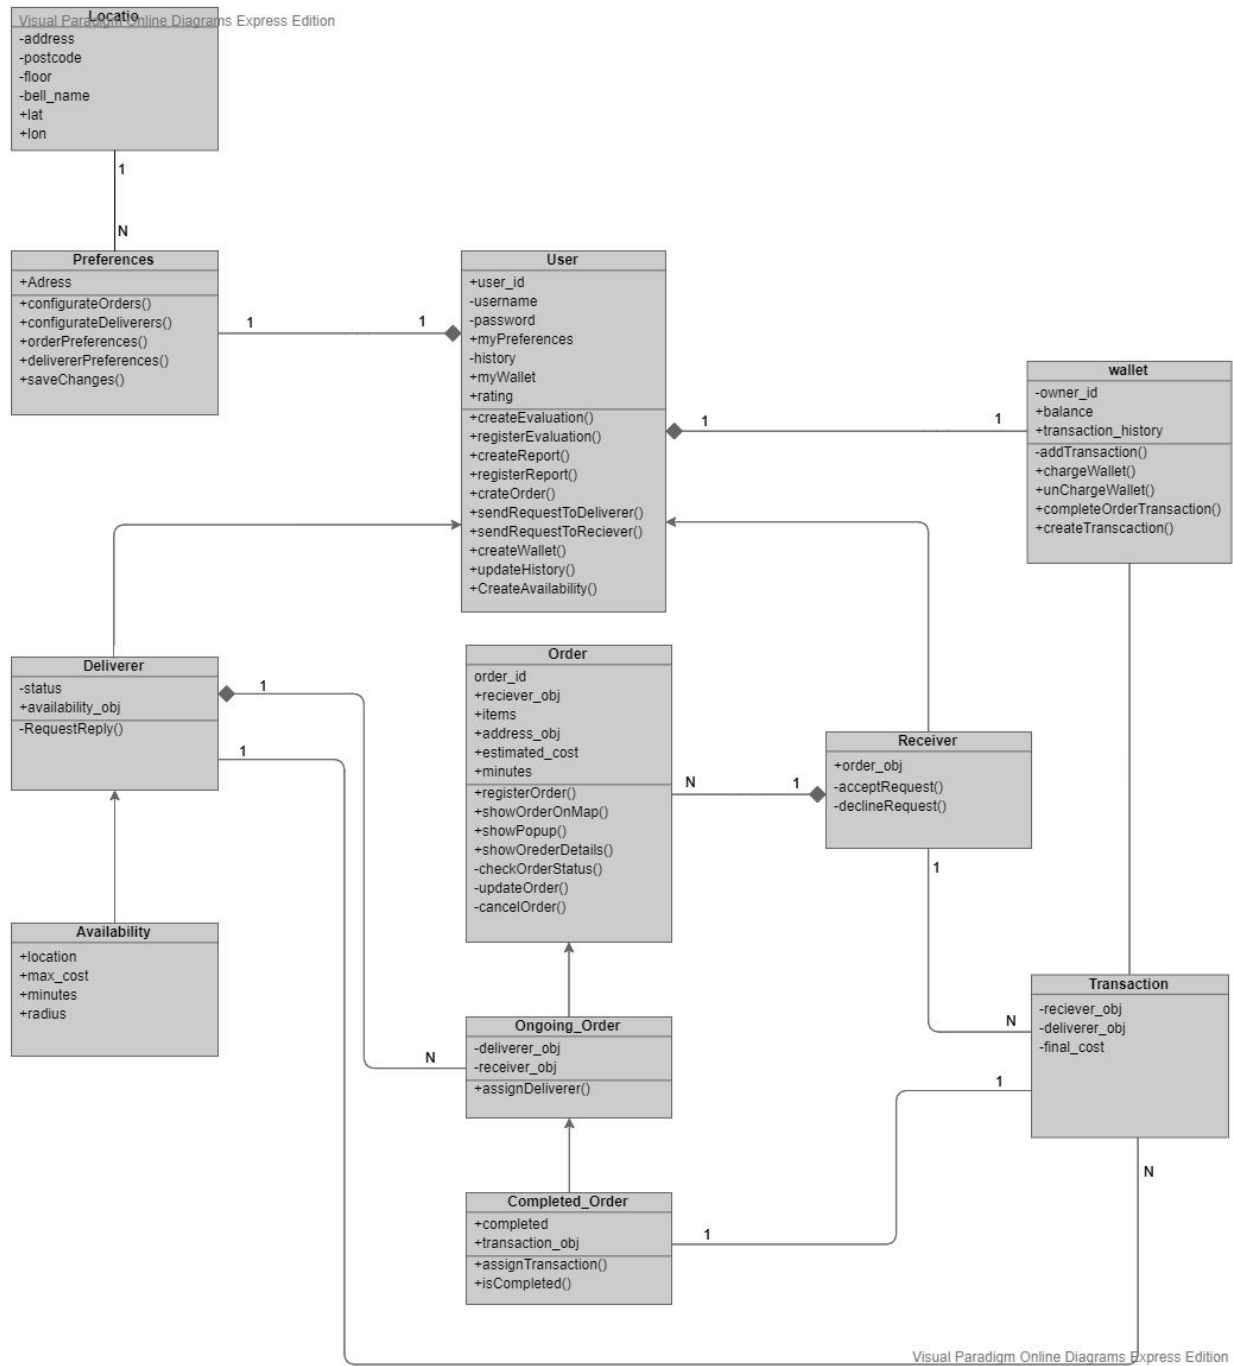 Visual Paradigm Online Diagrams Express Edition
Locatio
-address
-postcode
-floor
-bell_name
+lat
+lon
1
N
Preferences
+Adress
+configurateOrders()
+configurateDeliverers()
+orderPreferences()
+delivererPreferences()
+saveChanges()
1
1
User
+user_id
-username
-password
+myPreferences
-history
+myWallet
+rating
+createEvaluation()
+registerEvaluation()
+createReport()
+registerReport()
+crateOrder()
+sendRequestToDeliverer()
+sendRequestToReciever()
+createWallet()
+updateHistory()
+CreateAvailability()
1
1
wallet
-owner_id
+balance
+transaction_history
-addTransaction()
+chargeWallet()
+unChargeWallet()
+completeOrderTransaction()
+createTranscaction()
Deliverer
-status
+availability_obj
-RequestReply()
1
1
Order
order_id
+reciever_obj
+items
+address_obj
+estimated_cost
+minutes
+registerOrder()
+showOrderOnMap()
+showPopup()
+showOrederDetails()
-checkOrderStatus()
-updateOrder()
-cancelOrder()
N
1
Receiver
+order_obj
-acceptRequest()
-declineRequest()
1
Availability
+location
+max_cost
+minutes
+radius
N
Ongoing_Order
-deliverer_obj
-receiver_obj
+assignDeliverer()
Transaction
-reciever_obj
-deliverer_obj
-final_cost
N
1
N
Completed_Order
+completed
+transaction_obj
+assignTransaction()
+isCompleted()
1
Visual Paradigm Online Diagrams Express Edition